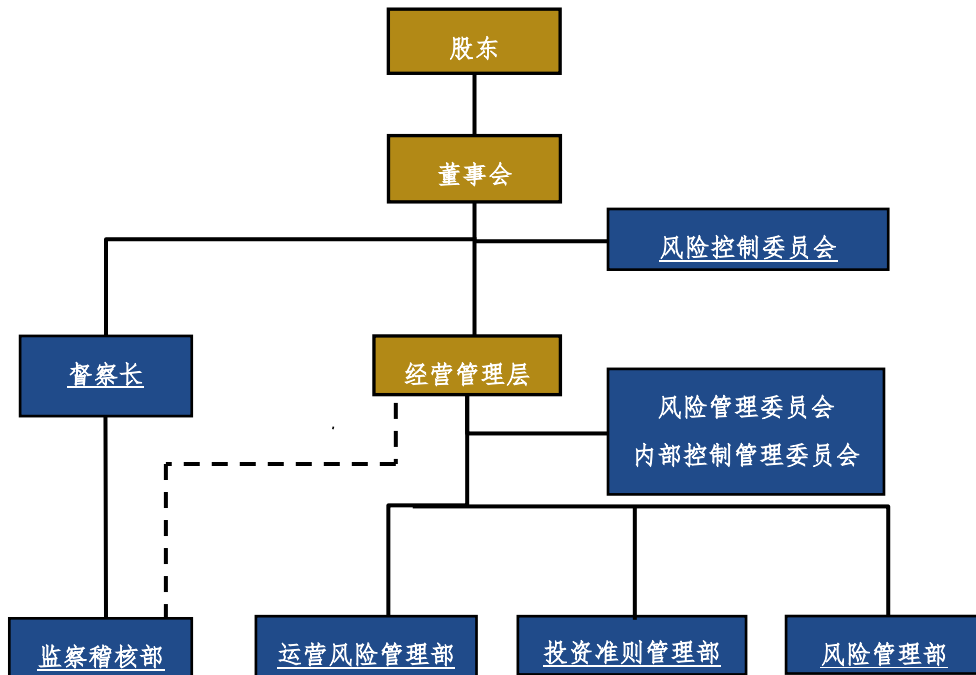 股东
董事会
风险控制委员会
督察长
经营管理层
风险管理委员会
内部控制管理委员会
监察稽核部
运营风险管理部
投资准则管理部
风险管理部